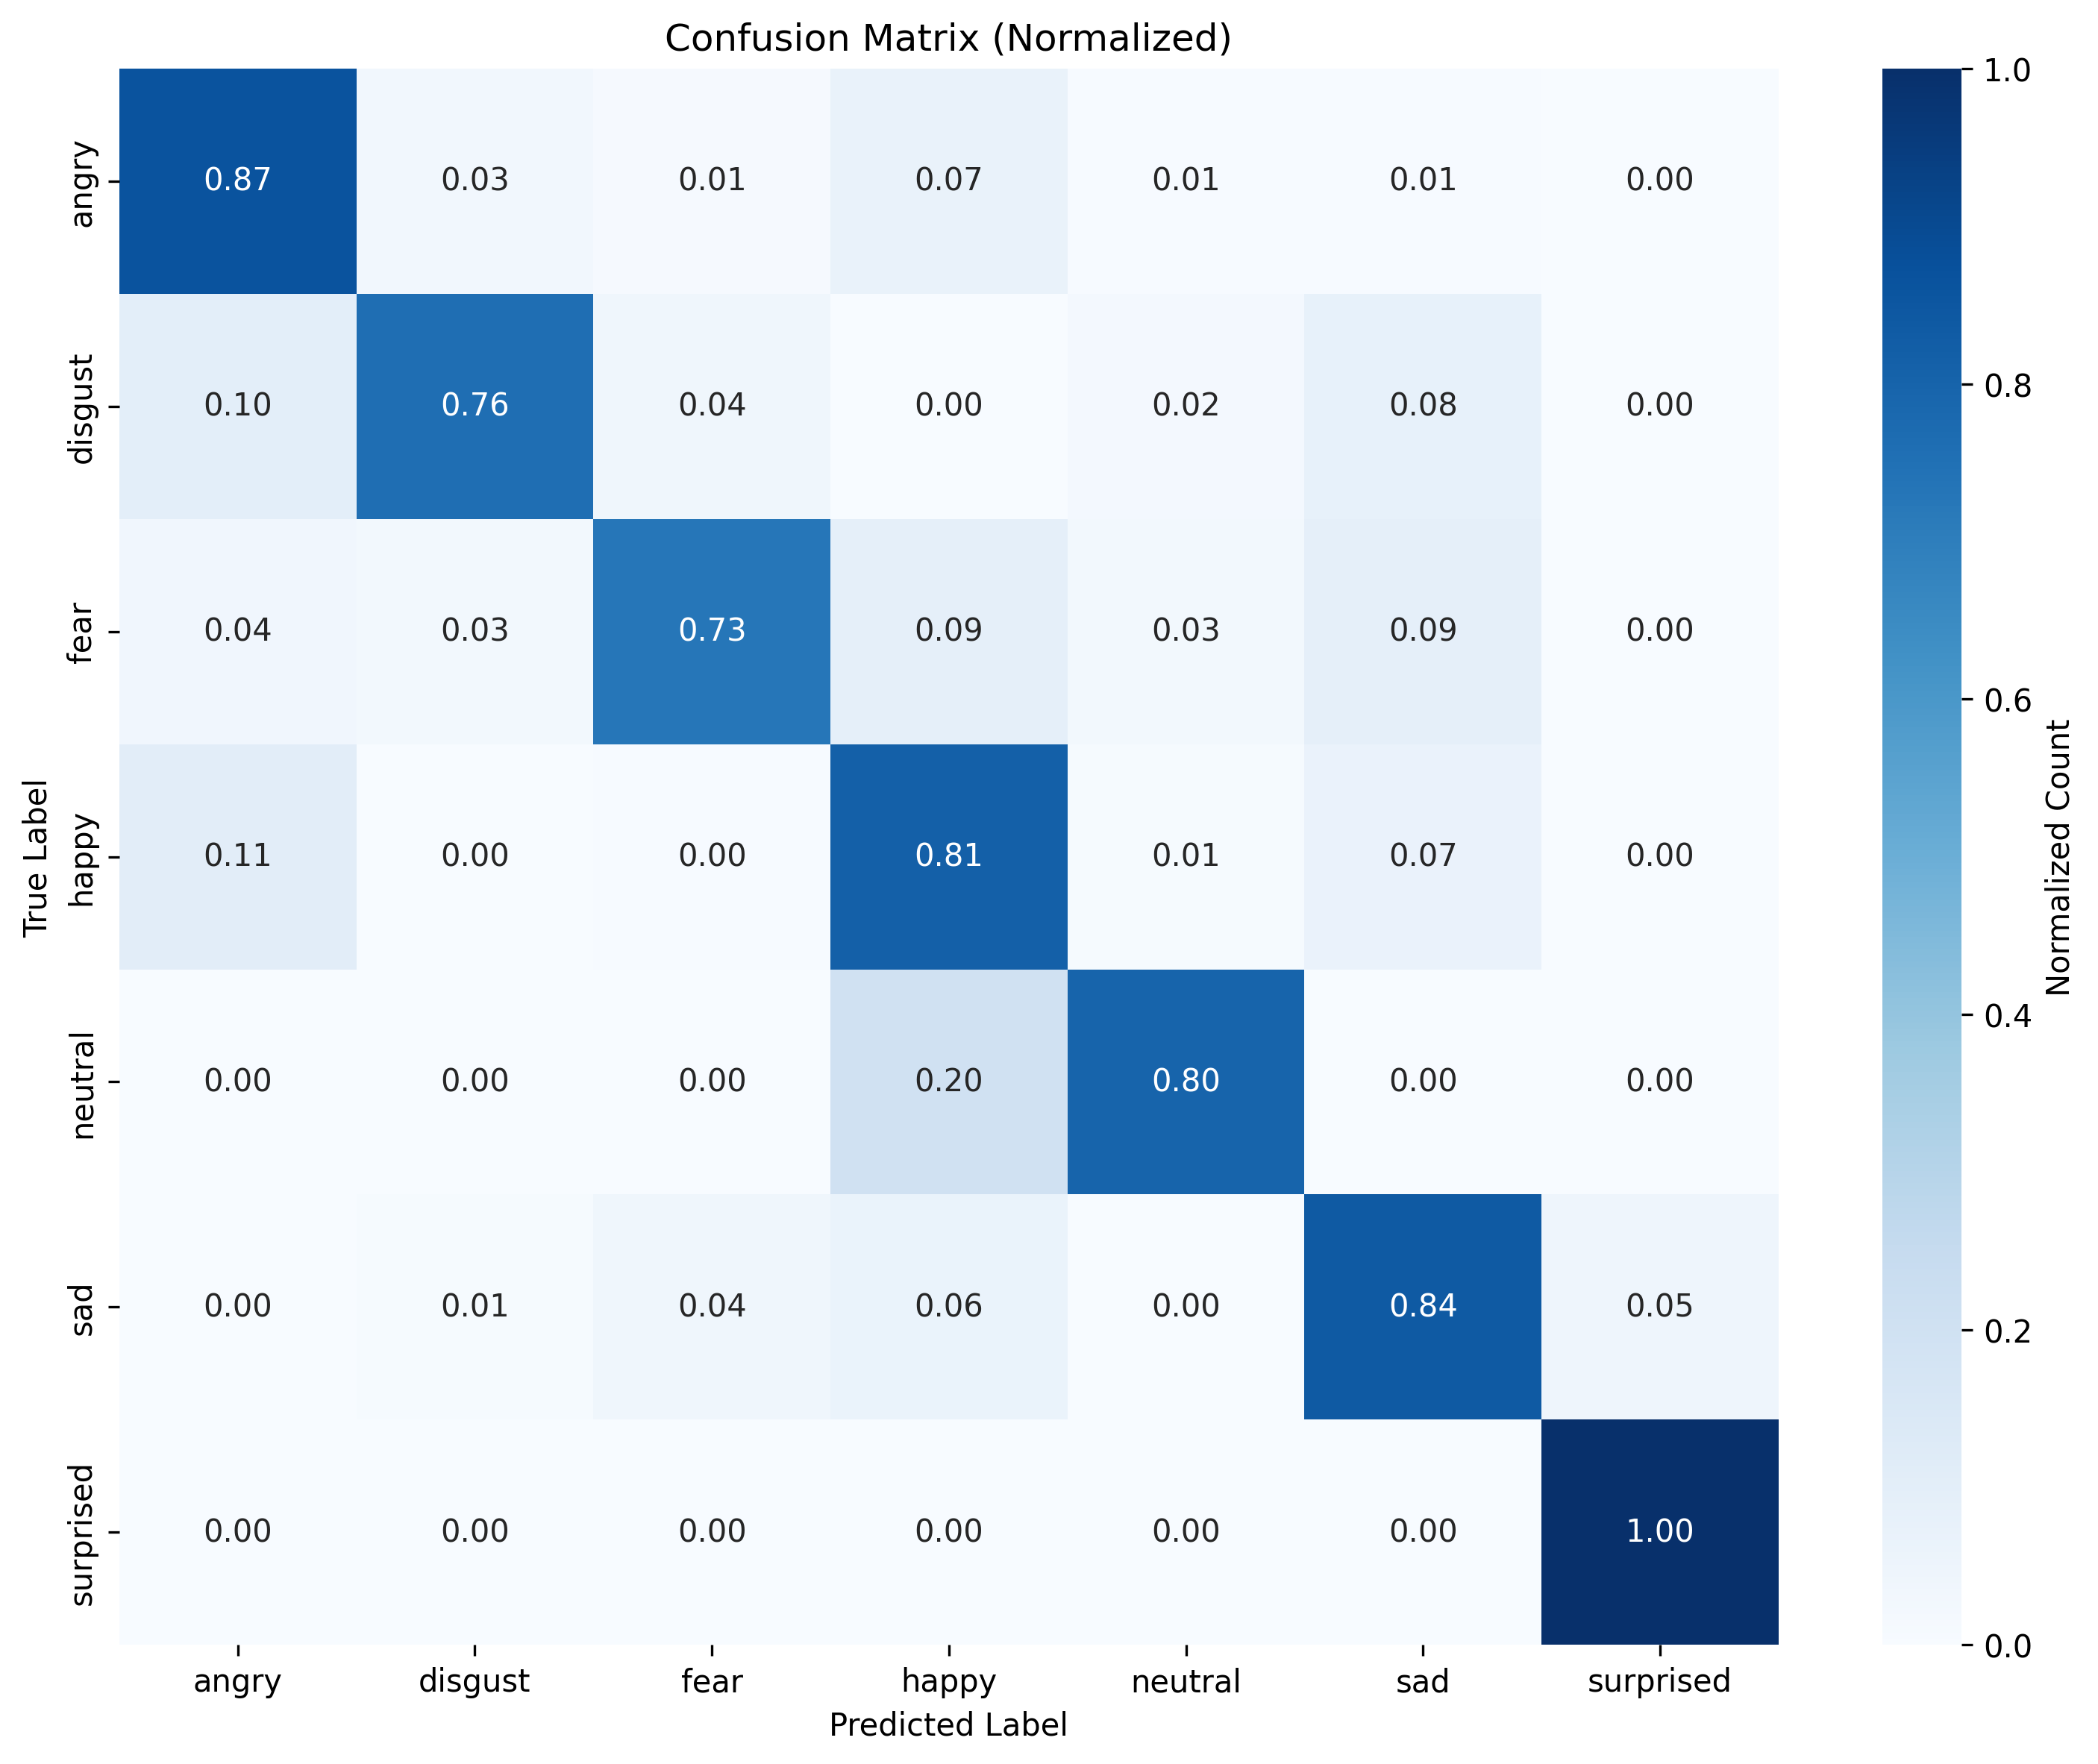 Confusion Matrix (Normalized)
angry 0.87 0.03 0.01 0.07 0.01 0.01 0.00
disgust 0.10 0.76 0.04 0.00 0.02 0.08 0.00
fear 0.04 0.03 0.73 0.09 0.03 0.09 0.00
happy 0.11 0.00 0.00 0.81 0.01 0.07 0.00
neutral 0.00 0.00 0.00 0.20 0.80 0.00 0.00
sad 0.00 0.01 0.04 0.06 0.00 0.84 0.05
surprised 0.00 0.00 0.00 0.00 0.00 0.00 1.00
angry disgust fear happy neutral sad surprised
Predicted Label
True Label
1.0
0.8
0.6
0.4
0.2
0.0
Normalized Count